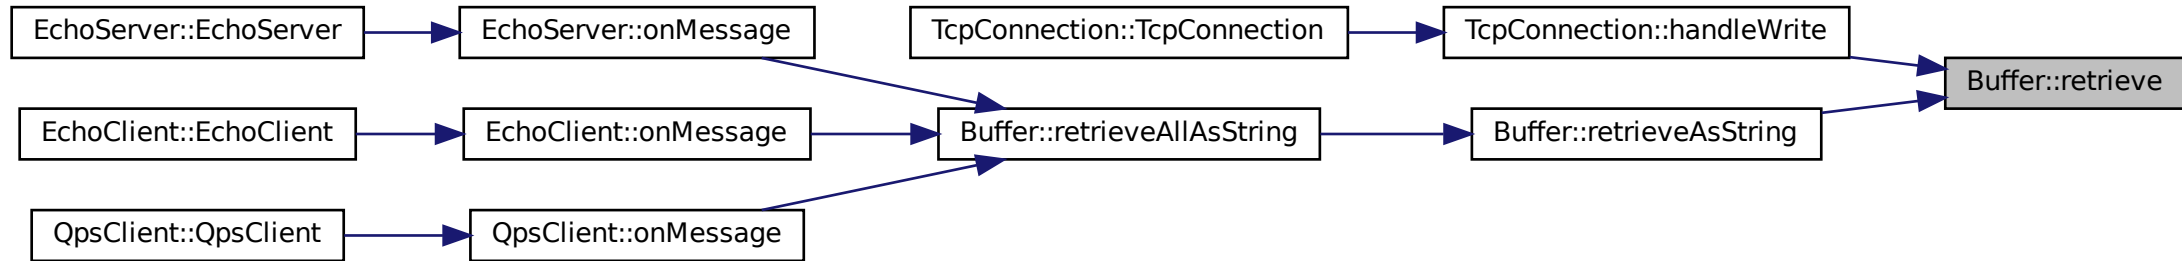 EchoServer::EchoServer
EchoServer::onMessage
TcpConnection::TcpConnection
TcpConnection::handleWrite
Buffer::retrieve
EchoClient::EchoClient
EchoClient::onMessage
Buffer::retrieveAllAsString
Buffer::retrieveAsString
QpsClient::QpsClient
QpsClient::onMessage